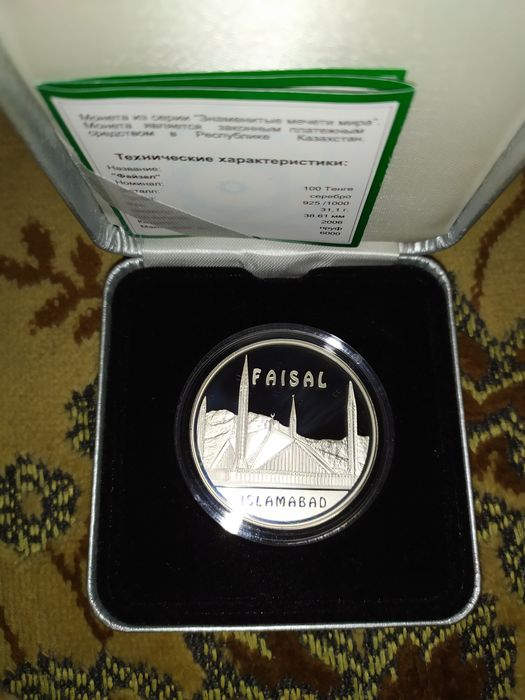 Монета из серии "Знаменитые мечети мира".
Монета является законным платежным
средством в Республике Казахстан.
Технические характеристики:
Название:
"Файзал"
Номинал:
100 Тенге
серебро
925 /1000
31,1 г.
38.61 мм
2006
пруф
6000
FAISAL
ISLAMABAD